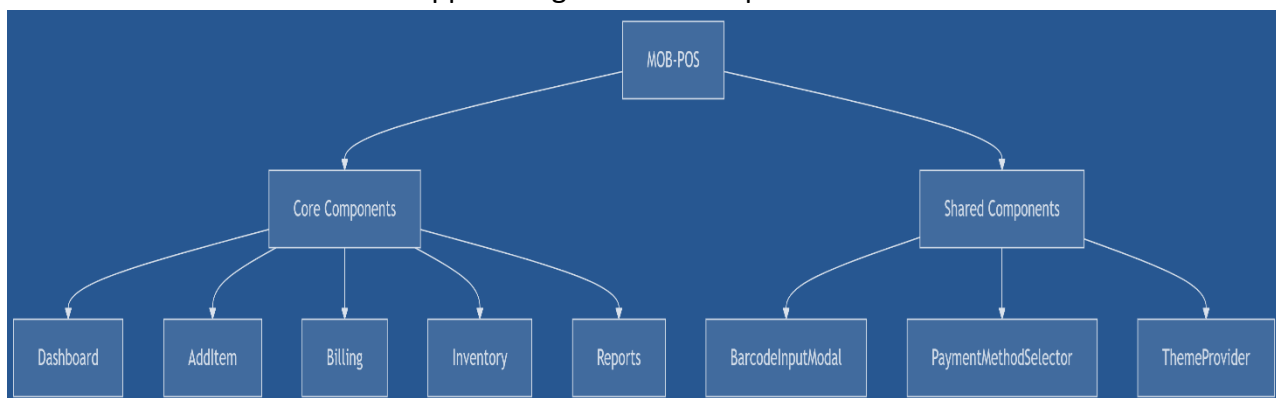 MOB-POS
Core Components
Shared Components
Dashboard
AddItem
Billing
Inventory
Reports
BarcodeInputModal
PaymentMethodSelector
ThemeProvider